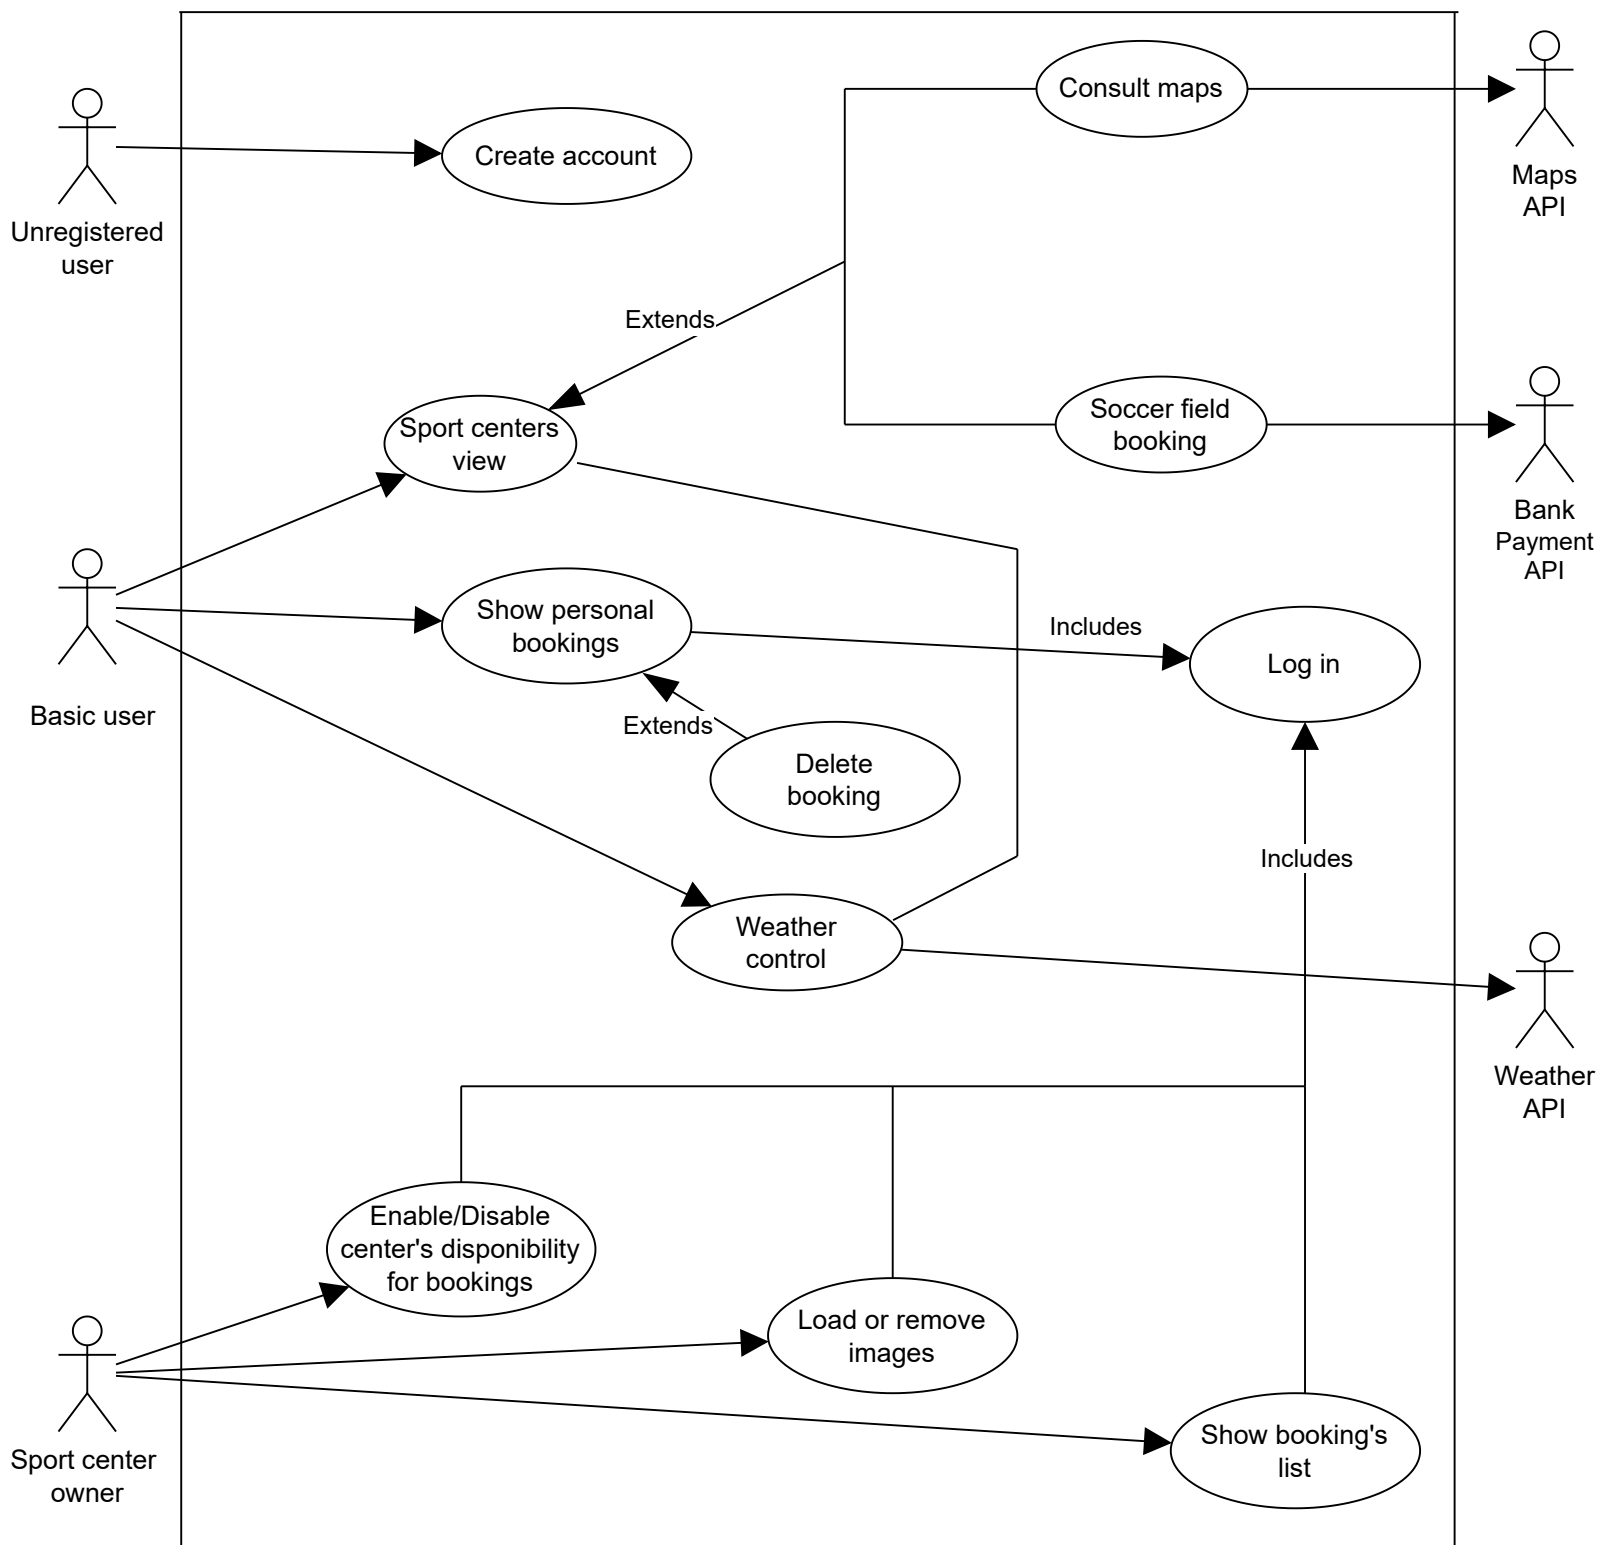 Consult maps
Create account
Maps
API
Unregistered
user
Extends
Sport centers
view
Soccer field
booking
Bank
Payment
API
Show personal
bookings
Includes
Log in
Basic user
Extends
Delete
booking
Includes
Weather
control
Weather
API
Enable/Disable
center's disponibility
for bookings
Load or remove
images
Show booking's
list
Sport center
owner